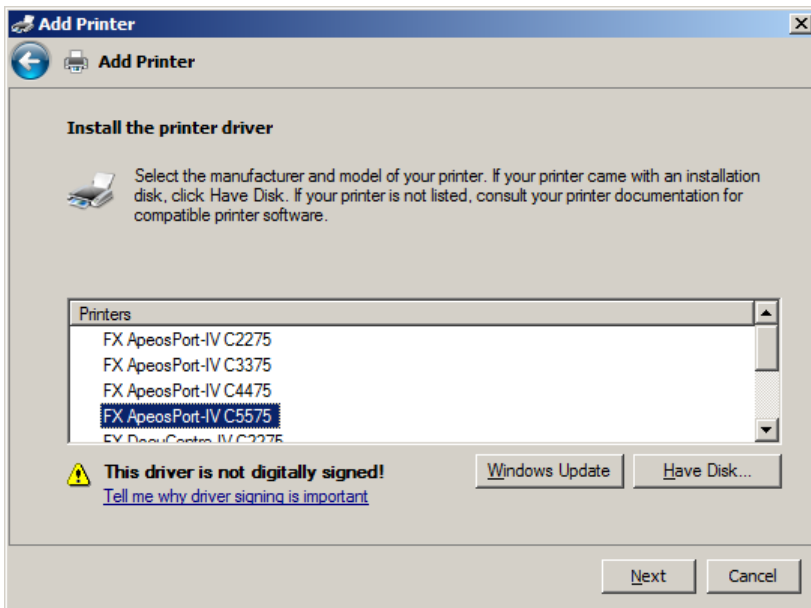 Add Printer
Add Printer
Install the printer driver
Select the manufacturer and model of your printer. If your printer came with an installation
disk, click Have Disk. If your printer is not listed, consult your printer documentation for
compatible printer software.
Printers
FX ApeosPort-IV C2275
FX ApeosPort-IV C3375
FX ApeosPort-IV C4475
FX ApeosPort-IV C5575
FX DocuCentre-IV C2275
This driver is not digitally signed!
Tell me why driver signing is important
Windows Update
Have Disk...
Next
Cancel